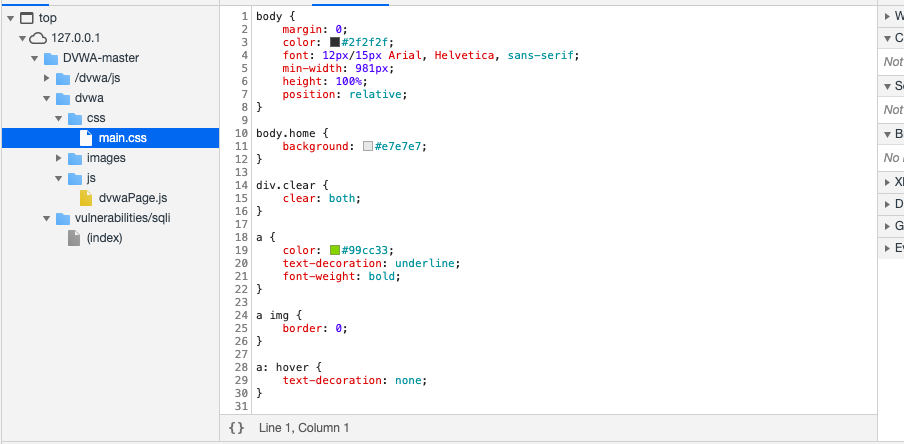 top
127.0.0.1
DVWA-master
/dvwa/js
dvwa
css
main.css
images
js
dvwaPage.js
vulnerabilities/sqli
(index)
1 body {
2 margin: 0;
3 color: #2f2f2f;
4 font: 12px/15px Arial, Helvetica, sans-serif;
5 min-width: 981px;
6 height: 100%;
7 position: relative;
8 }
9
10 body.home {
11 background: #e7e7e7;
12 }
13
14 div.clear {
15 clear: both;
16 }
17
18 a {
19 color: #99cc33;
20 text-decoration: underline;
21 font-weight: bold;
22 }
23
24 a img {
25 border: 0;
26 }
27
28 a: hover {
29 text-decoration: none;
30 }
31
{} Line 1, Column 1
W
C
Not
Sc
Not
B
No
XI
D
G
Ev